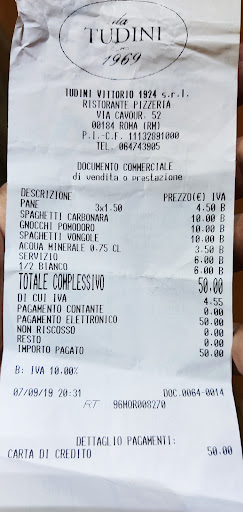 da
TUDINI
1969
TUDINI VITTORIO 1924 s.r.l.
RISTORANTE PIZZERIA
VIA CAVOUR, 52
00184 ROMA (RM)
P.I.-C.F. 11132891000
TEL. 064743905
DOCUMENTO COMMERCIALE
di vendita o prestazione
DESCRIZIONE PREZZO(€) IVA
PANE 3x1.50 4.50 B
SPAGHETTI CARBONARA 10.00 B
GNOCCHI POMODORO 10.00 B
SPAGHETTI VONGOLE 10.00 B
ACQUA MINERALE 0.75 CL 3.50 B
SERVIZIO 6.00 B
1/2 BIANCO 6.00 B
TOTALE COMPLESSIVO 50.00
DI CUI IVA 4.55
PAGAMENTO CONTANTE 0.00
PAGAMENTO ELETTRONICO 50.00
NON RISCOSSO 0.00
RESTO 0.00
IMPORTO PAGATO 50.00
B: IVA 10.00%
07/09/19 20:31 DOC.0064-0014
RT 96MOR008270
DETTAGLIO PAGAMENTI:
CARTA DI CREDITO 50.00